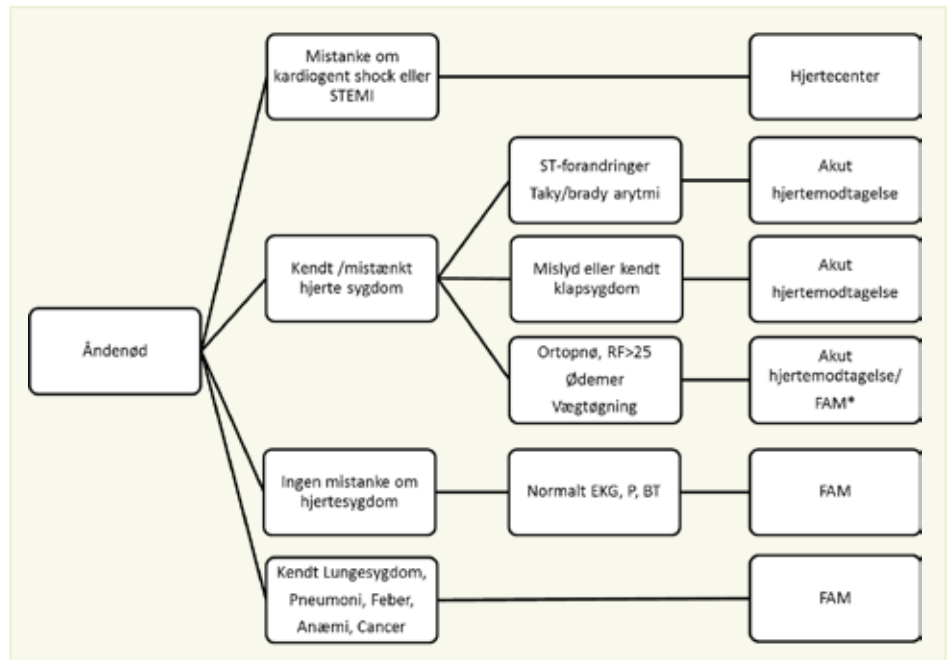 Mistanke om
kardiogent shock eller
STEMI
Hjertecenter
ST-forandringer
Taky/brady arytmi
Akut
hjertemodtagelse
Kendt /mistænkt
hjerte sygdom
Mislyd eller kendt
klapsygdom
Akut
hjertemodtagelse
Åndenød
Ortopnø, RF>25
Ødemer
Vægtøgning
Akut
hjertemodtagelse/
FAM*
Ingen mistanke om
hjertesygdom
Normalt EKG, P, BT
FAM
Kendt Lungesygdom,
Pneumoni, Feber,
Anæmi, Cancer
FAM